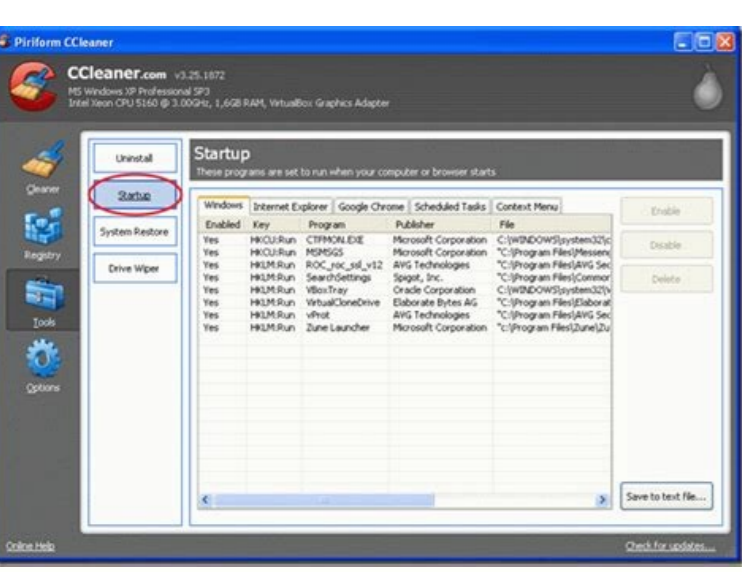 Piriform CCleaner
CCleaner.com v3.25.1872
MS Windows XP Professional SP3
Intel Xeon CPU 5160 @ 3.00GHz, 1,6GB RAM, VirtualBox Graphics Adapter
Cleaner
Registry
Tools
Options
Uninstall
Startup
System Restore
Drive Wiper
Startup
These programs are set to run when your computer or browser starts
Windows Internet Explorer Google Chrome Scheduled Tasks Context Menu
Enabled Key Program Publisher File
Yes HKCU:Run CTFMON.EXE Microsoft Corporation C:\WINDOWS\system32\c
Yes HKCU:Run MSMSGS Microsoft Corporation "C:\Program Files\Messeng
Yes HKLM:Run ROC_roc_ssl_v12 AVG Technologies "C:\Program Files\AVG Sec
Yes HKLM:Run SearchSettings Spigot, Inc. "C:\Program Files\Common
Yes HKLM:Run VBoxTray Oracle Corporation C:\WINDOWS\system32\V
Yes HKLM:Run VirtualCloneDrive Elaborate Bytes AG "C:\Program Files\Elaborat
Yes HKLM:Run vProt AVG Technologies "C:\Program Files\AVG Sec
Yes HKLM:Run Zune Launcher Microsoft Corporation "c:\Program Files\Zune\Zu
Enable
Disable
Delete
Save to text file...
Online Help
Check for updates...